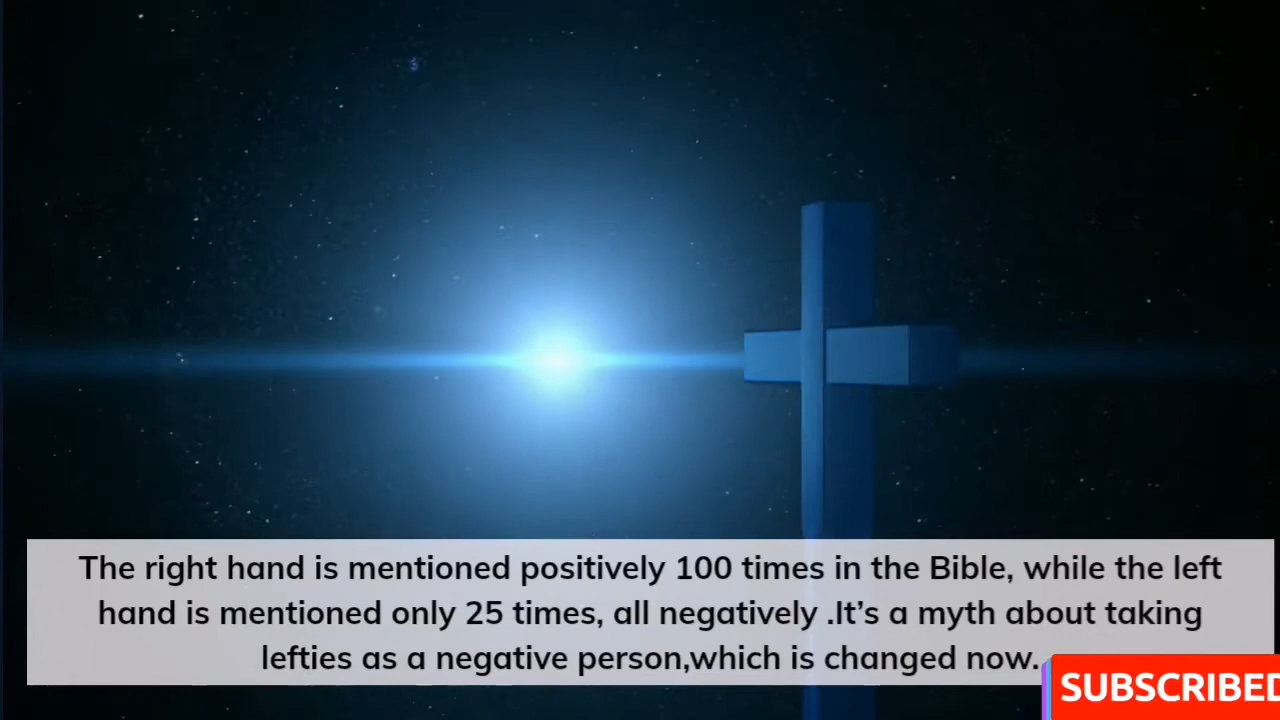 The right hand is mentioned positively 100 times in the Bible, while the left
hand is mentioned only 25 times, all negatively .It’s a myth about taking
lefties as a negative person,which is changed now.
SUBSCRIBED